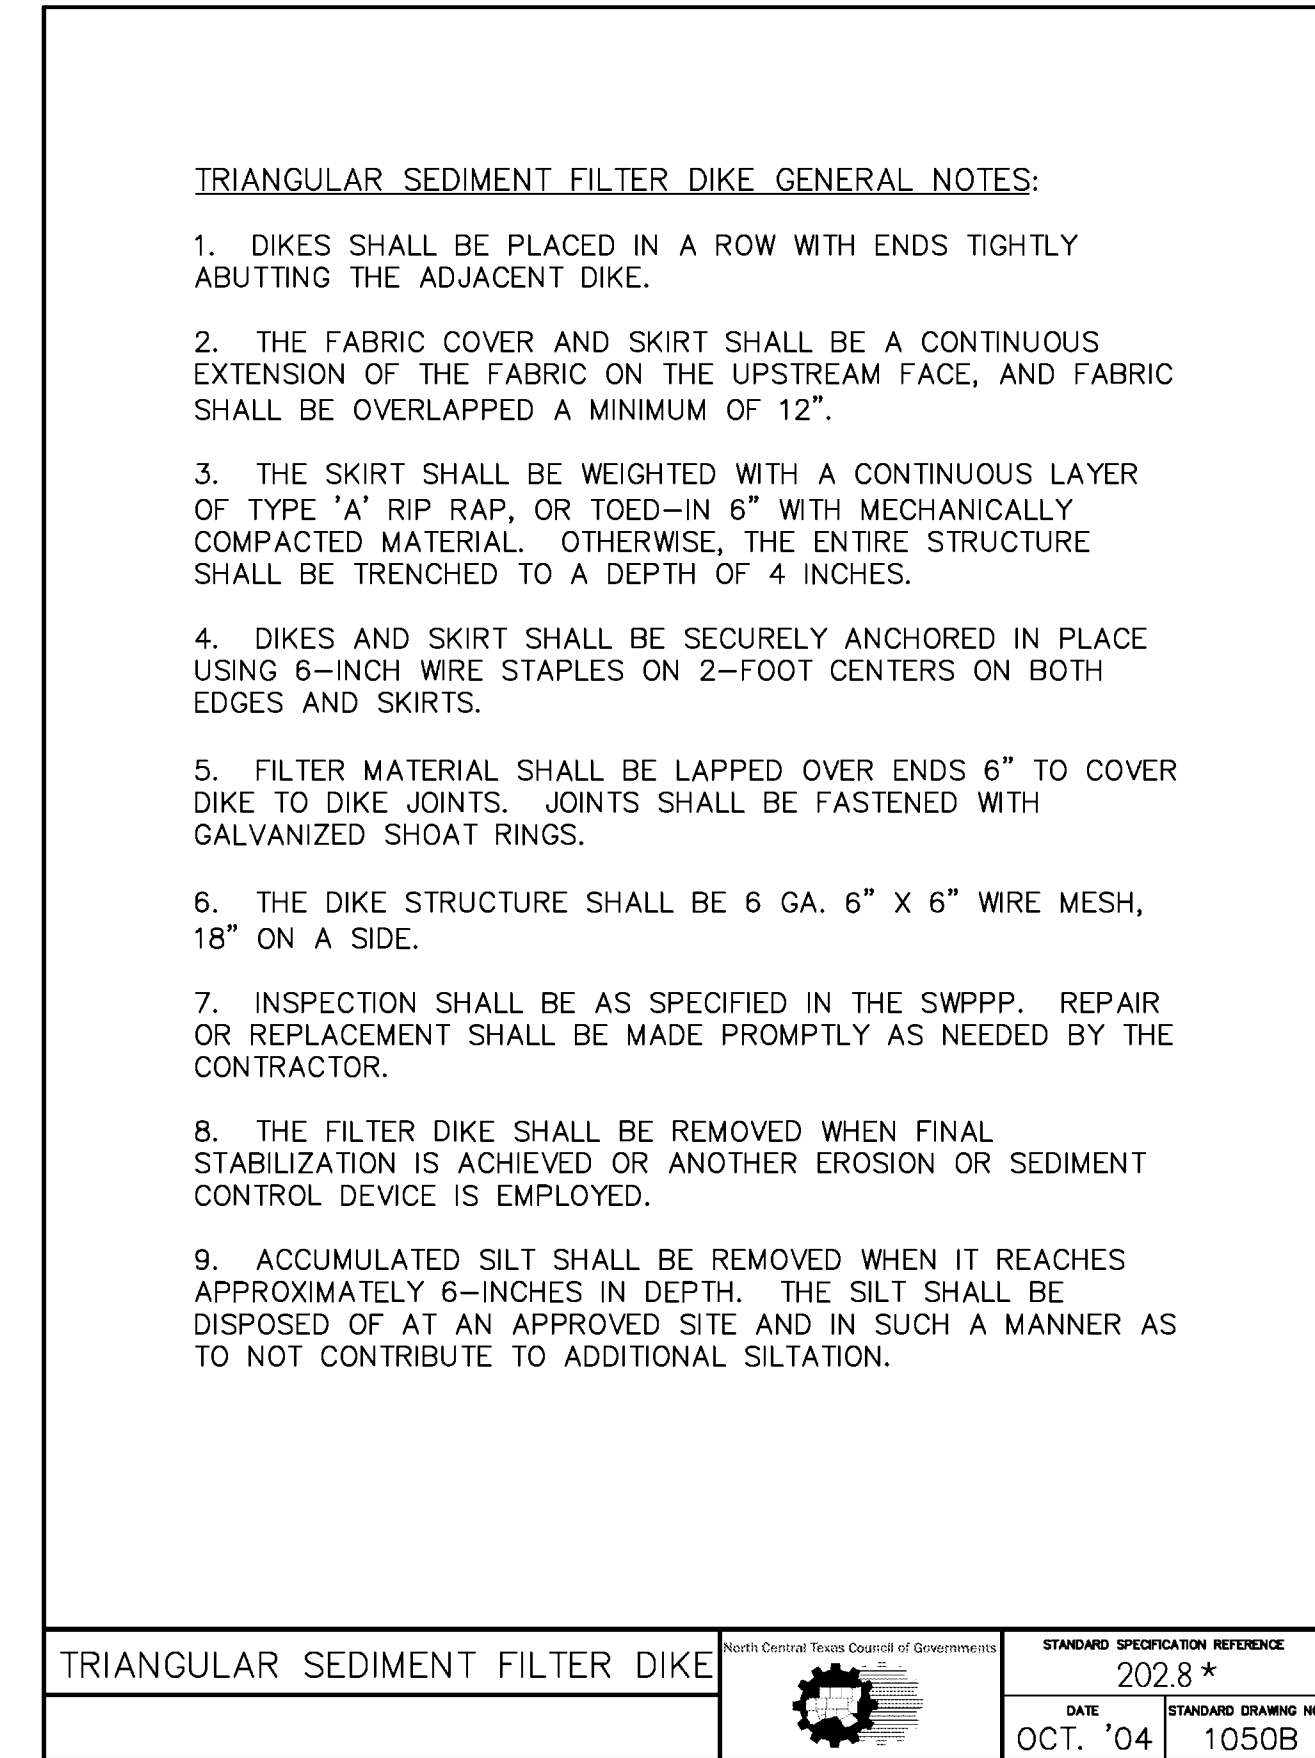 TRIANGULAR SEDIMENT FILTER DIKE GENERAL NOTES:
1. DIKES SHALL BE PLACED IN A ROW WITH ENDS TIGHTLY
ABUTTING THE ADJACENT DIKE.
2. THE FABRIC COVER AND SKIRT SHALL BE A CONTINUOUS
EXTENSION OF THE FABRIC ON THE UPSTREAM FACE, AND FABRIC
SHALL BE OVERLAPPED A MINIMUM OF 12".
3. THE SKIRT SHALL BE WEIGHTED WITH A CONTINUOUS LAYER
OF TYPE 'A' RIP RAP, OR TOED-IN 6" WITH MECHANICALLY
COMPACTED MATERIAL. OTHERWISE, THE ENTIRE STRUCTURE
SHALL BE TRENCHED TO A DEPTH OF 4 INCHES.
4. DIKES AND SKIRT SHALL BE SECURELY ANCHORED IN PLACE
USING 6-INCH WIRE STAPLES ON 2-FOOT CENTERS ON BOTH
EDGES AND SKIRTS.
5. FILTER MATERIAL SHALL BE LAPPED OVER ENDS 6" TO COVER
DIKE TO DIKE JOINTS. JOINTS SHALL BE FASTENED WITH
GALVANIZED SHOAT RINGS.
6. THE DIKE STRUCTURE SHALL BE 6 GA. 6" X 6" WIRE MESH,
18" ON A SIDE.
7. INSPECTION SHALL BE AS SPECIFIED IN THE SWPPP. REPAIR
OR REPLACEMENT SHALL BE MADE PROMPTLY AS NEEDED BY THE
CONTRACTOR.
8. THE FILTER DIKE SHALL BE REMOVED WHEN FINAL
STABILIZATION IS ACHIEVED OR ANOTHER EROSION OR SEDIMENT
CONTROL DEVICE IS EMPLOYED.
9. ACCUMULATED SILT SHALL BE REMOVED WHEN IT REACHES
APPROXIMATELY 6-INCHES IN DEPTH. THE SILT SHALL BE
DISPOSED OF AT AN APPROVED SITE AND IN SUCH A MANNER AS
TO NOT CONTRIBUTE TO ADDITIONAL SILTATION.
TRIANGULAR SEDIMENT FILTER DIKE
North Central Texas Council of Governments
STANDARD SPECIFICATION REFERENCE
202.8 *
DATE
OCT. '04
STANDARD DRAWING
1050B